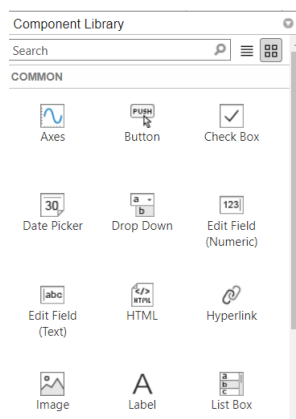 Component Library
Search
COMMON
PUSH
Axes Button Check Box
30 a b 123
Date Picker Drop Down Edit Field
(Numeric)
abc </> HTML
Edit Field HTML Hyperlink
(Text)
A a b c
Image Label List Box